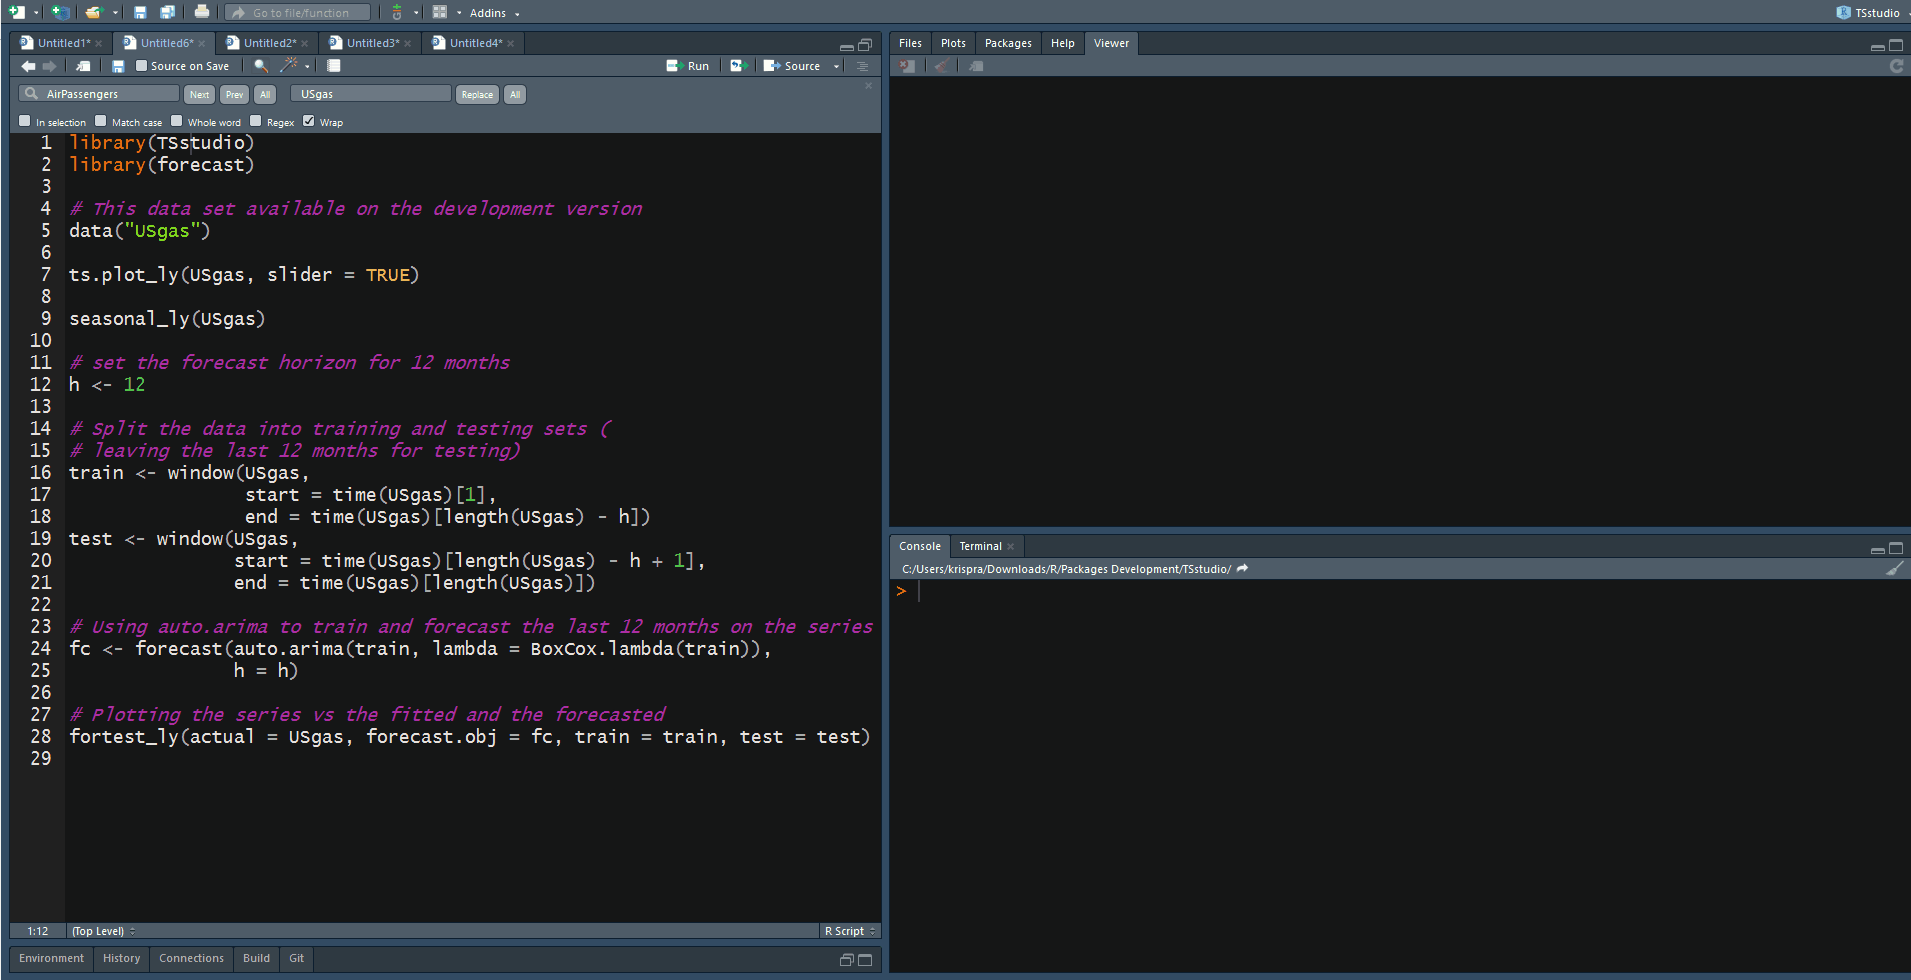 Go to file/function
Addins
TSstudio
Untitled1* Untitled6* Untitled2* Untitled3* Untitled4*
Source on Save
Run
Source
AirPassengers
Next
Prev
All
USgas
Replace
All
In selection
Match case
Whole word
Regex
Wrap
1 library(TSstudio)
2 library(forecast)
3
4 # This data set available on the development version
5 data("USgas")
6
7 ts.plot_ly(USgas, slider = TRUE)
8
9 seasonal_ly(USgas)
10
11 # set the forecast horizon for 12 months
12 h <- 12
13
14 # Split the data into training and testing sets (
15 # leaving the last 12 months for testing)
16 train <- window(USgas,
17 start = time(USgas)[1],
18 end = time(USgas)[length(USgas) - h])
19 test <- window(USgas,
20 start = time(USgas)[length(USgas) - h + 1],
21 end = time(USgas)[length(USgas)])
22
23 # Using auto.arima to train and forecast the last 12 months on the series
24 fc <- forecast(auto.arima(train, lambda = BoxCox.lambda(train)),
25 h = h)
26
27 # Plotting the series vs the fitted and the forecasted
28 fortest_ly(actual = USgas, forecast.obj = fc, train = train, test = test)
29
1:12 (Top Level) R Script
Environment History Connections Build Git
Files Plots Packages Help Viewer
Console Terminal
C:/Users/krispra/Downloads/R/Packages Development/TSstudio/
>